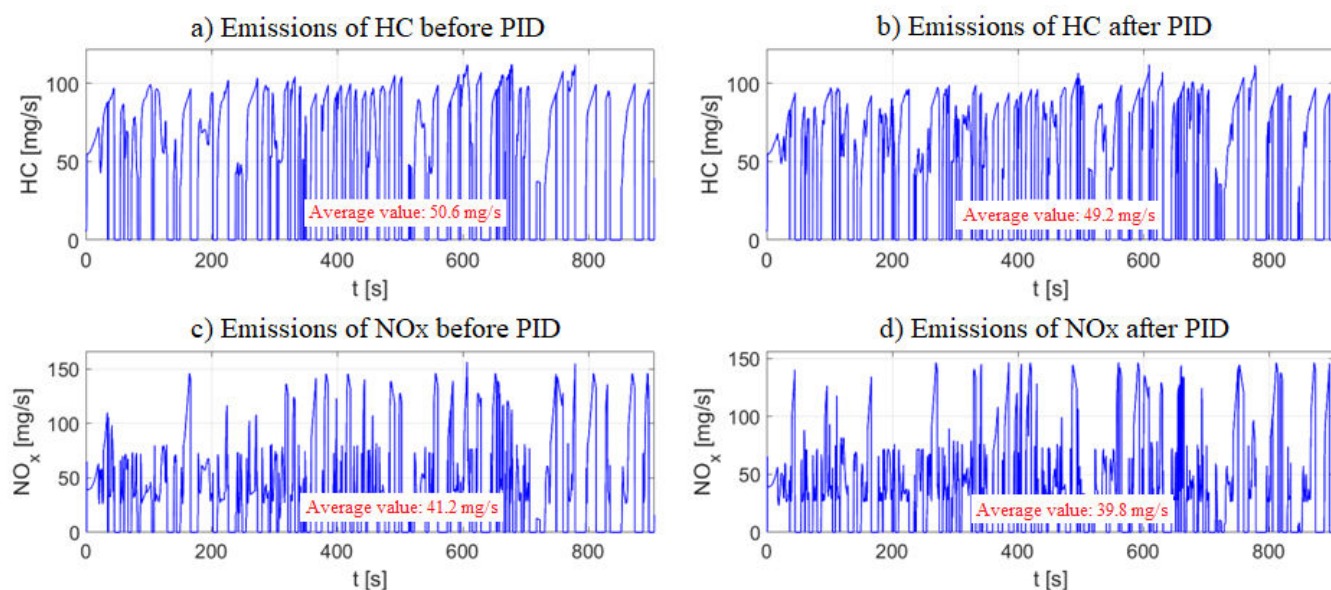 a) Emissions of HC before PID
HC [mg/s]
100
50
0
Average value: 50.6 mg/s
0 200 400 600 800
t [s]
b) Emissions of HC after PID
HC [mg/s]
100
50
0
Average value: 49.2 mg/s
0 200 400 600 800
t [s]
c) Emissions of NOx before PID
NOx [mg/s]
150
100
50
0
Average value: 41.2 mg/s
0 200 400 600 800
t [s]
d) Emissions of NOx after PID
NOx [mg/s]
150
100
50
0
Average value: 39.8 mg/s
0 200 400 600 800
t [s]